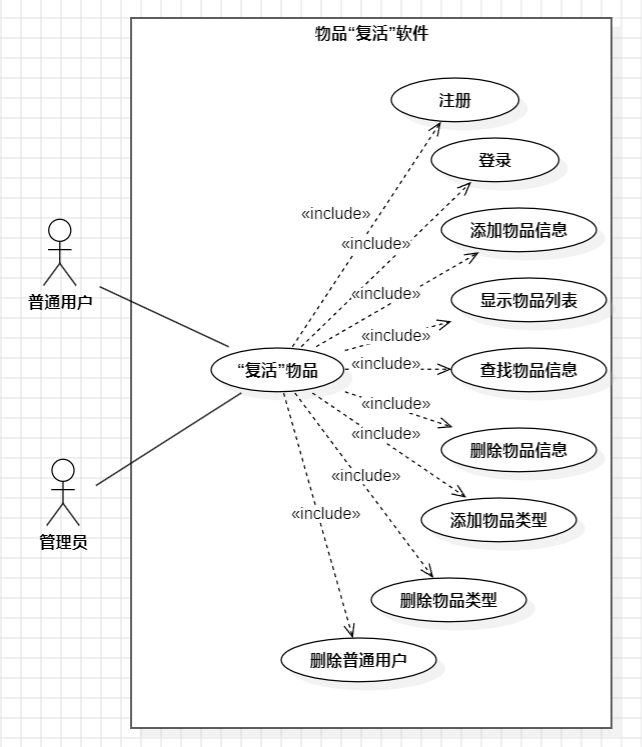 物品“复活”软件
注册
登录
«include»
添加物品信息
«include»
普通用户
«include»
显示物品列表
«include»
“复活”物品
«include»
查找物品信息
«include»
«include»
删除物品信息
管理员
«include»
添加物品类型
«include»
删除物品类型
删除普通用户